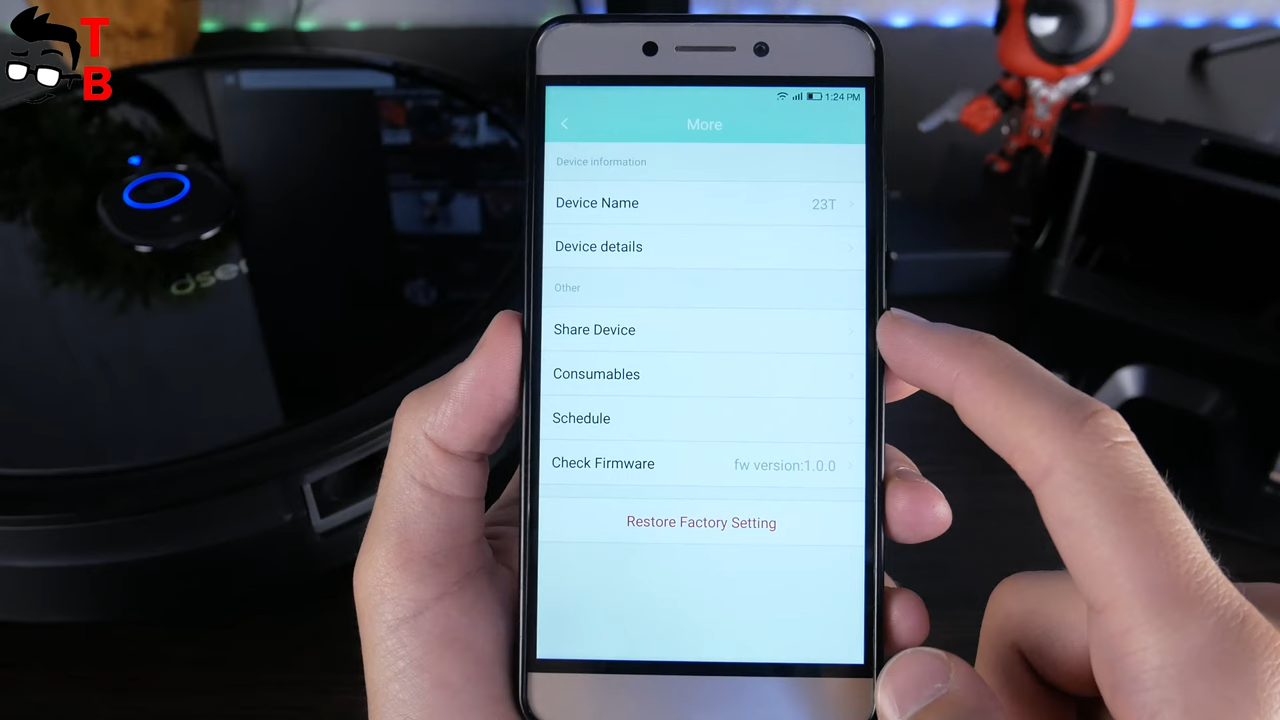 T
B
1:24 PM
More
Device information
Device Name 23T
Device details
Other
Share Device
Consumables
Schedule
Check Firmware fw version:1.0.0
Restore Factory Setting